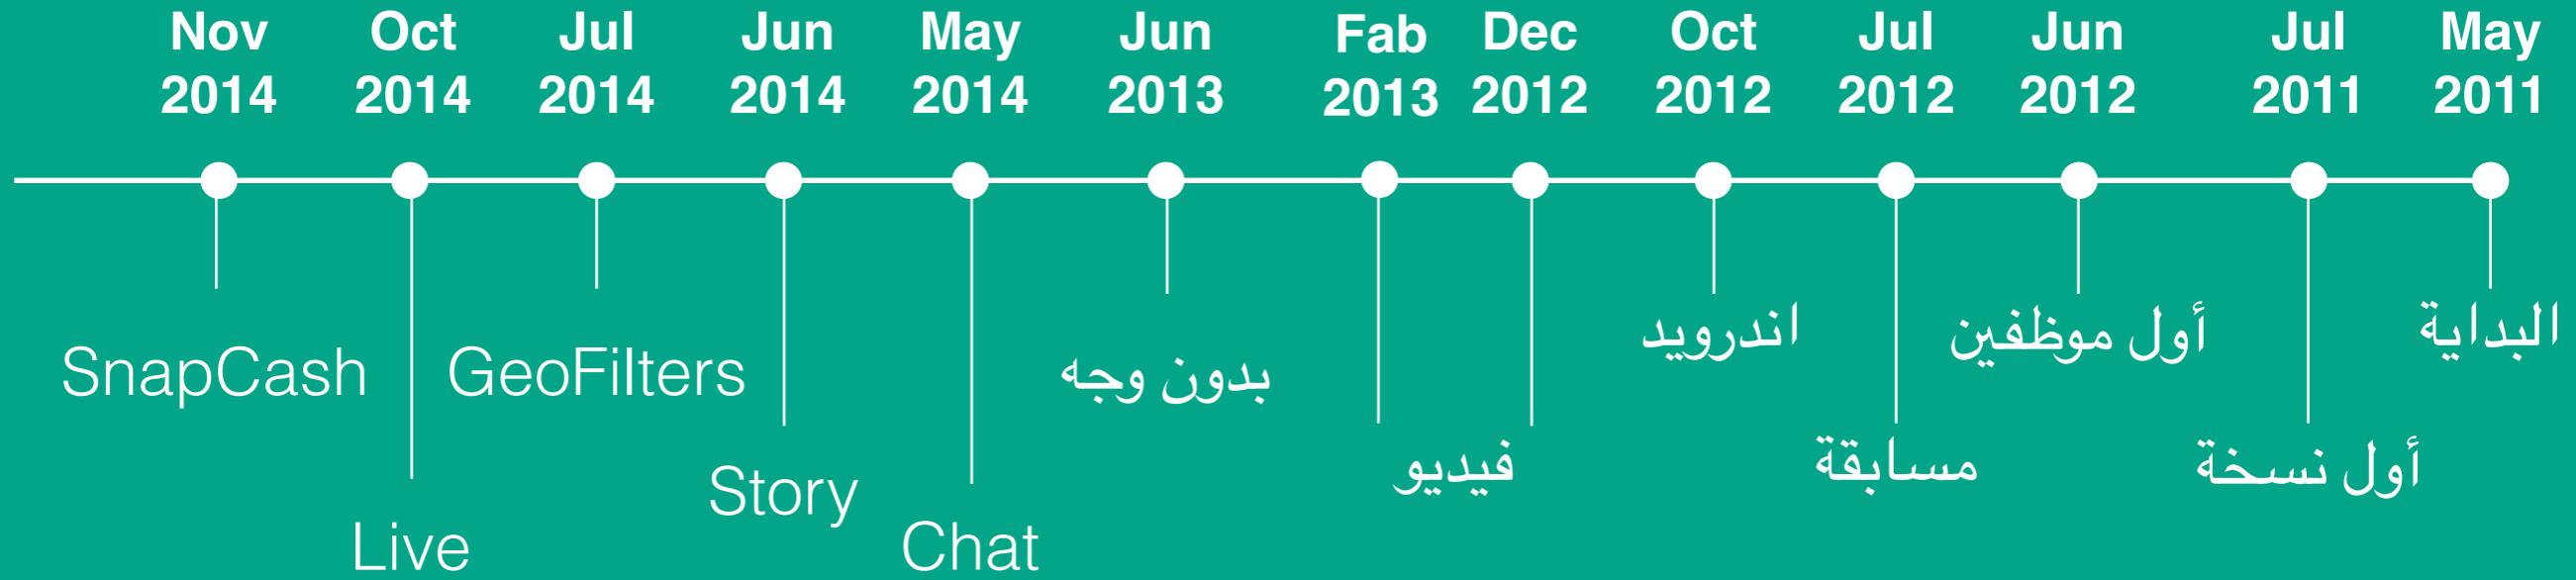 Nov 2014
Oct 2014
Jul 2014
Jun 2014
May 2014
Jun 2013
Fab 2013
Dec 2012
Oct 2012
Jul 2012
Jun 2012
Jul 2011
May 2011
SnapCash
Live
GeoFilters
Story
Chat
بدون وجه
فيديو
اندرويد
مسابقة
أول موظفين
أول نسخة
البداية